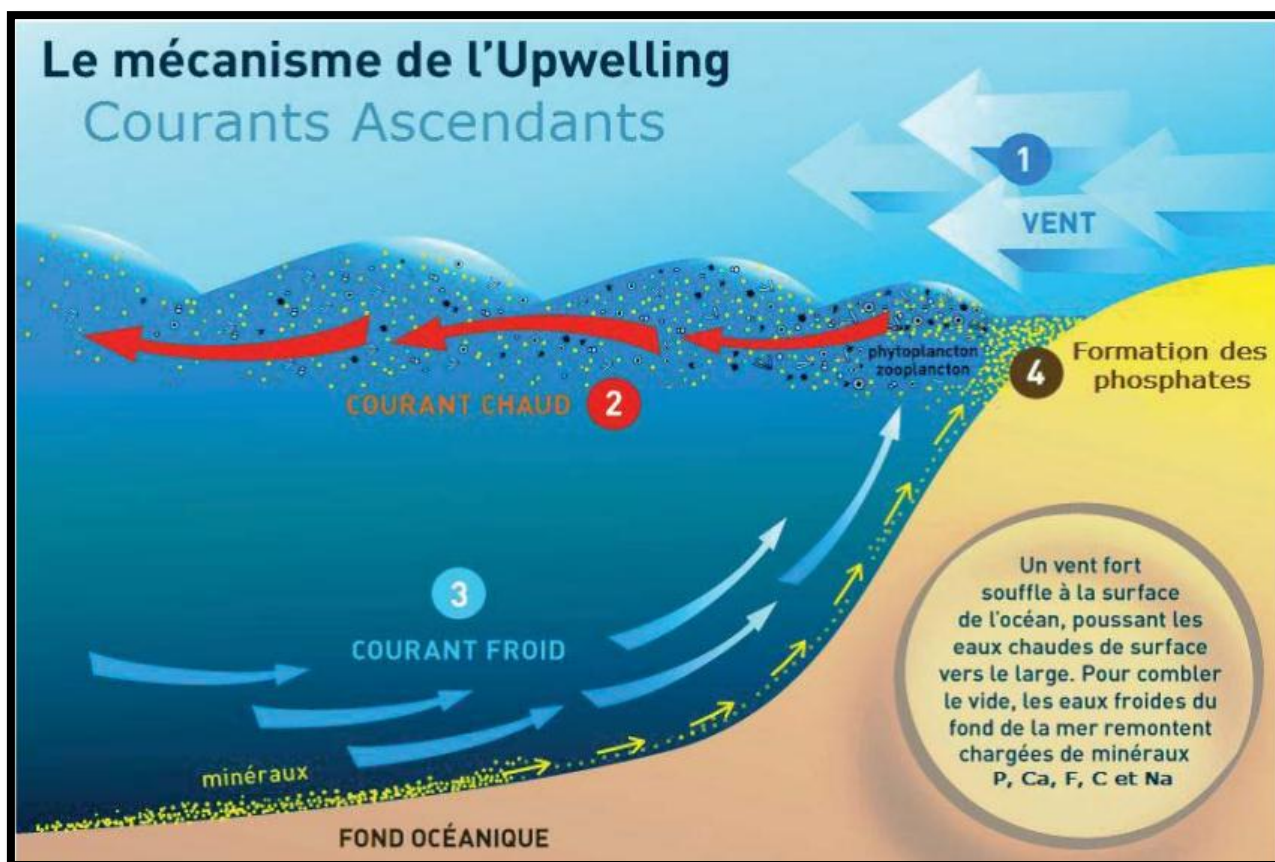 Le mécanisme de l'Upwelling
Courants Ascendants
1
VENT
phytoplancton
zooplancton
4
Formation des
phosphates
COURANT CHAUD
2
3
COURANT FROID
minéraux
FOND OCÉANIQUE
Un vent fort
souffle à la surface
de l'océan, poussant les
eaux chaudes de surface
vers le large. Pour combler
le vide, les eaux froides du
fond de la mer remontent
chargées de minéraux
P, Ca, F, C et Na